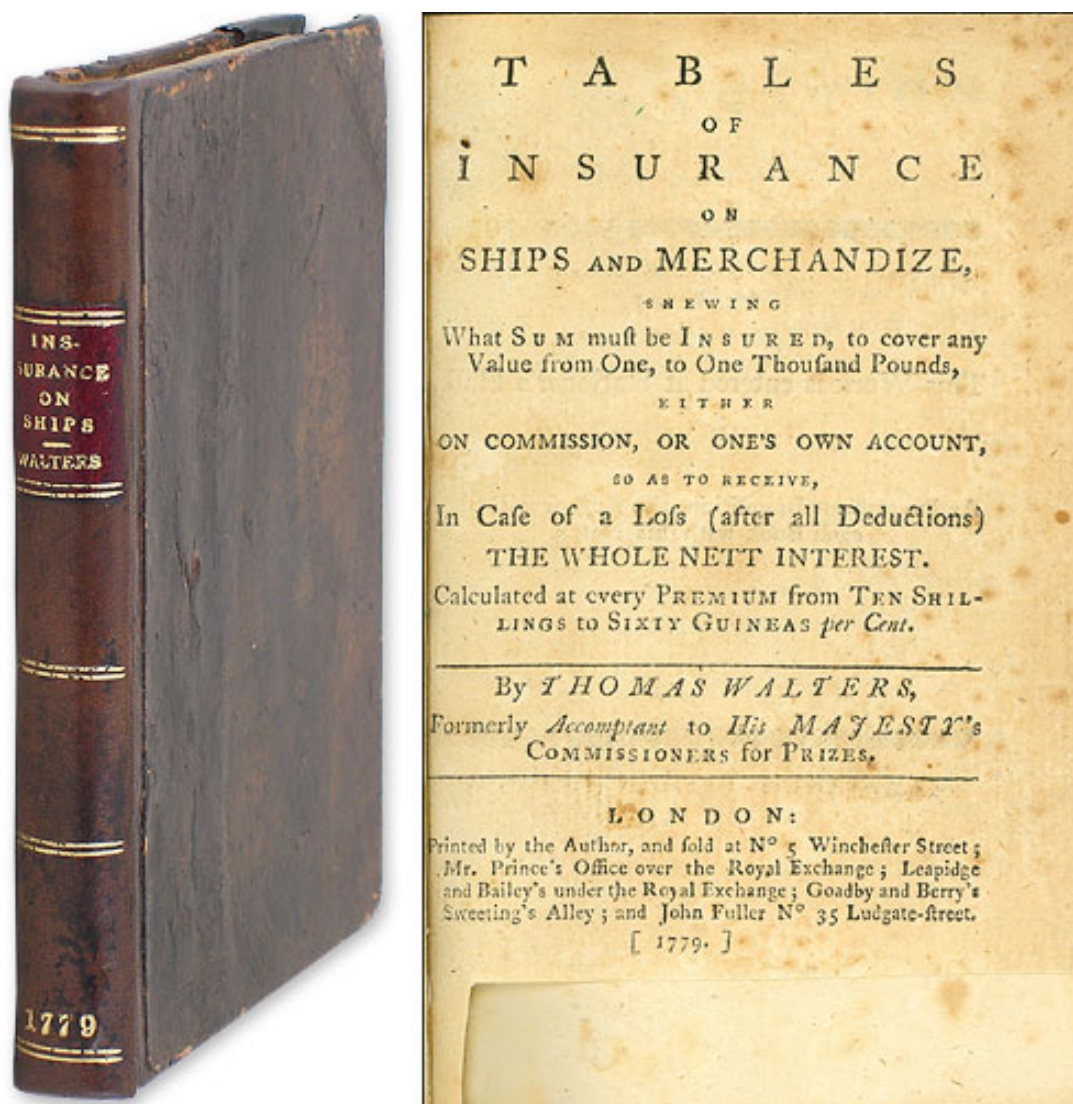 INS-
SURANCE
ON
SHIPS
WALTERS
1779
TABLES
OF
INSURANCE
ON
SHIPS AND MERCHANDIZE,
SHEWING
What SUM muſt be INSURED, to cover any
Value from One, to One Thouſand Pounds,
EITHER
ON COMMISSION, OR ONE'S OWN ACCOUNT,
SO AS TO RECEIVE,
In Caſe of a Loſs (after all Deductions)
THE WHOLE NETT INTEREST.
Calculated at every PREMIUM from TEN SHIL-
LINGS to SIXTY GUINEAS per Cent.
By THOMAS WALTERS,
Formerly Accomptant to His MAJESTY's
COMMISSIONERS for PRIZES.
LONDON:
Printed by the Author, and ſold at N° 5 Wincheſter Street;
Mr. Prince's Office over the Royal Exchange; Leapidge
and Bailey's under the Royal Exchange; Goadby and Berry's
Sweeting's Alley; and John Fuller N° 35 Ludgate-ſtreet.
[ 1779. ]